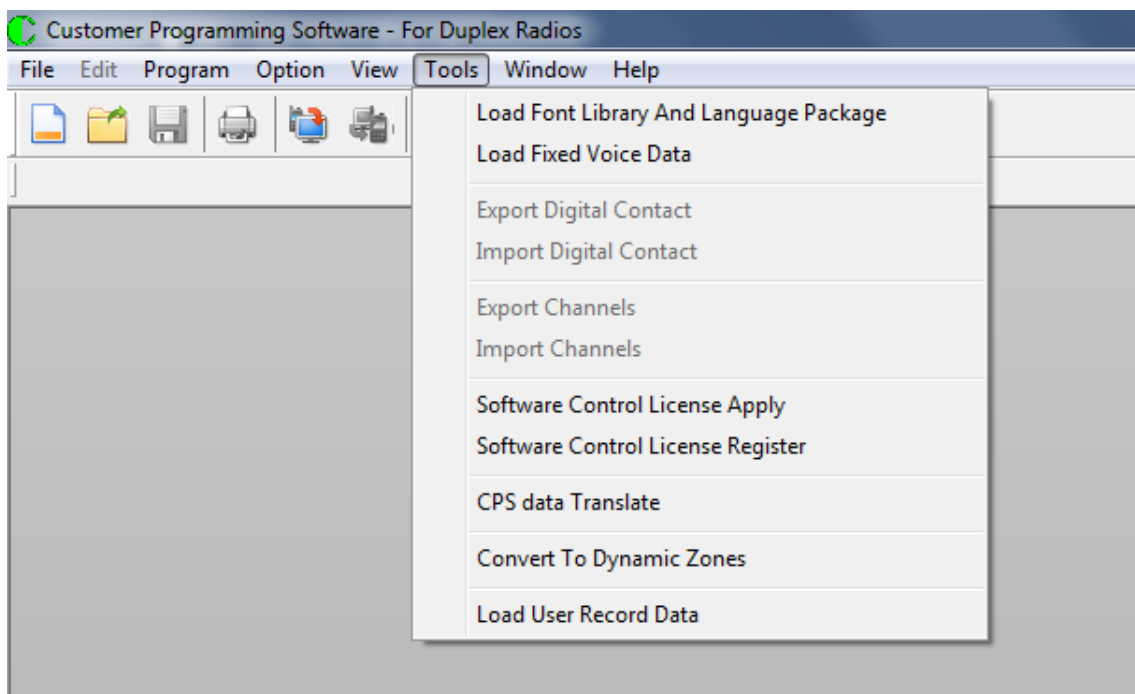 Customer Programming Software - For Duplex Radios
File Edit Program Option View Tools Window Help
Load Font Library And Language Package
Load Fixed Voice Data
Export Digital Contact
Import Digital Contact
Export Channels
Import Channels
Software Control License Apply
Software Control License Register
CPS data Translate
Convert To Dynamic Zones
Load User Record Data